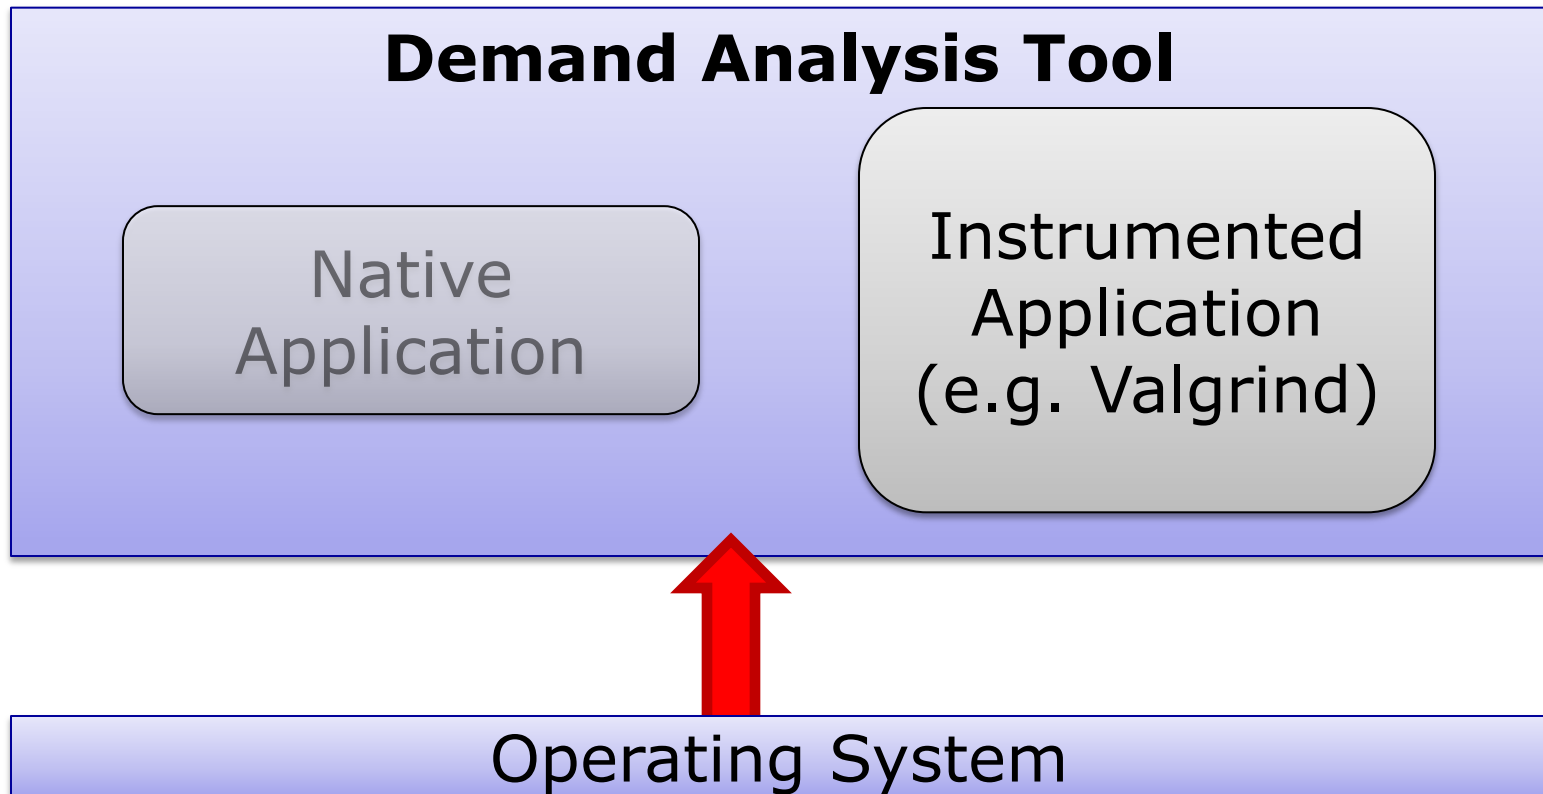 Demand Analysis Tool
Native
Application
Instrumented
Application
(e.g. Valgrind)
Operating System